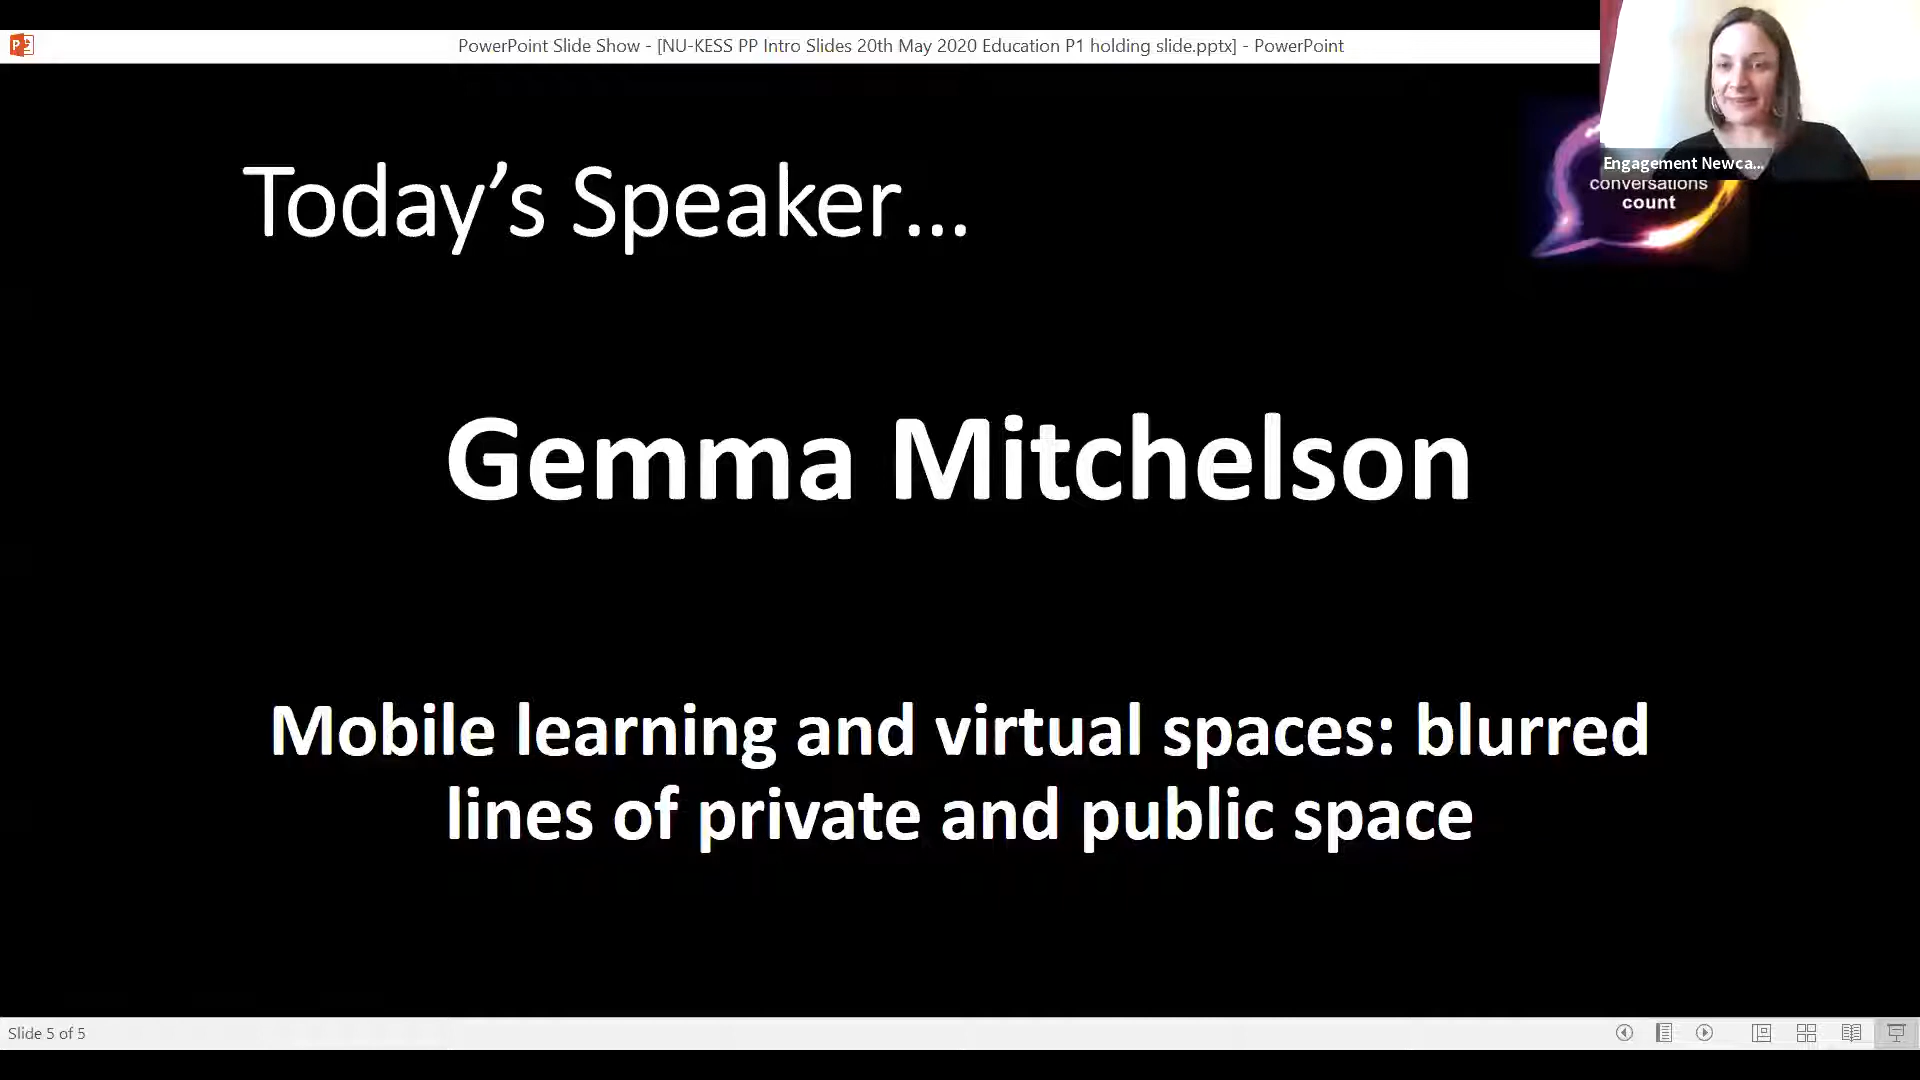 PowerPoint Slide Show - [NU-KESS PP Intro Slides 20th May 2020 Education P1 holding slide.pptx] - PowerPoint
Engagement Newca...
conversations
count
Today’s Speaker…
Gemma Mitchelson
Mobile learning and virtual spaces: blurred
lines of private and public space
Slide 5 of 5